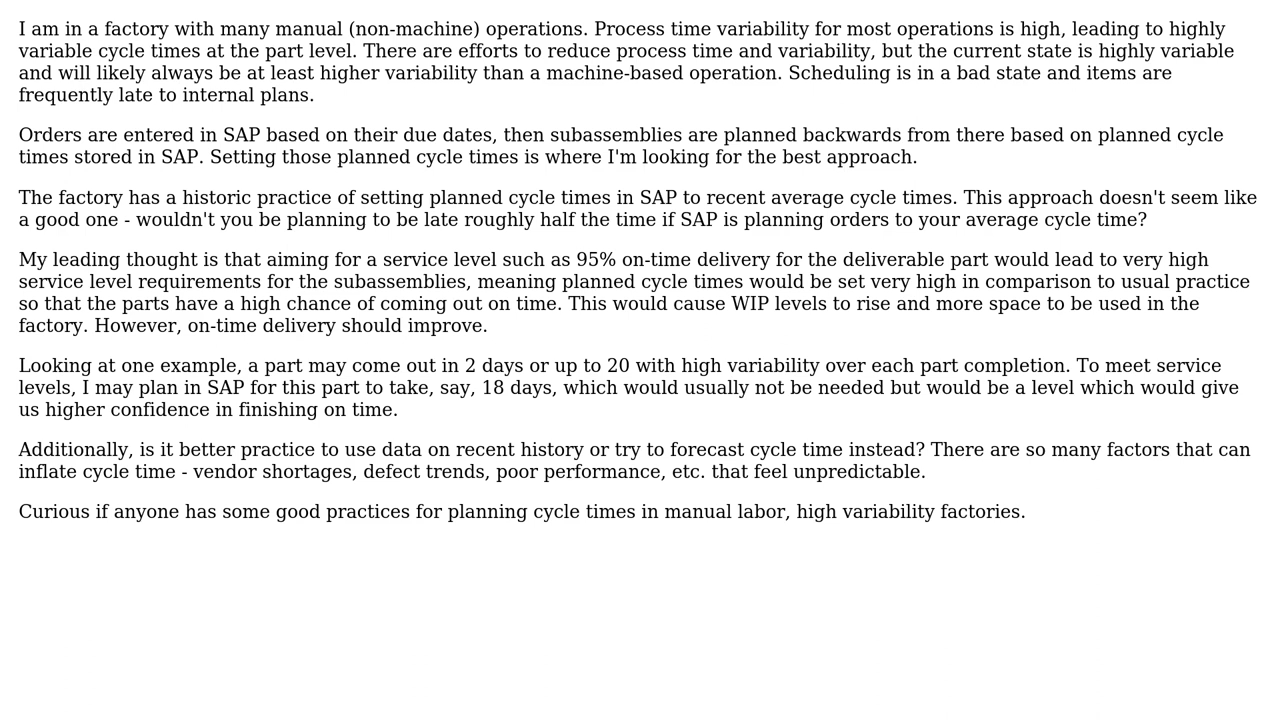 I am in a factory with many manual (non-machine) operations. Process time variability for most operations is high, leading to highly
variable cycle times at the part level. There are efforts to reduce process time and variability, but the current state is highly variable
and will likely always be at least higher variability than a machine-based operation. Scheduling is in a bad state and items are
frequently late to internal plans.
Orders are entered in SAP based on their due dates, then subassemblies are planned backwards from there based on planned cycle
times stored in SAP. Setting those planned cycle times is where I'm looking for the best approach.
The factory has a historic practice of setting planned cycle times in SAP to recent average cycle times. This approach doesn't seem like
a good one - wouldn't you be planning to be late roughly half the time if SAP is planning orders to your average cycle time?
My leading thought is that aiming for a service level such as 95% on-time delivery for the deliverable part would lead to very high
service level requirements for the subassemblies, meaning planned cycle times would be set very high in comparison to usual practice
so that the parts have a high chance of coming out on time. This would cause WIP levels to rise and more space to be used in the
factory. However, on-time delivery should improve.
Looking at one example, a part may come out in 2 days or up to 20 with high variability over each part completion. To meet service
levels, I may plan in SAP for this part to take, say, 18 days, which would usually not be needed but would be a level which would give
us higher confidence in finishing on time.
Additionally, is it better practice to use data on recent history or try to forecast cycle time instead? There are so many factors that can
inflate cycle time - vendor shortages, defect trends, poor performance, etc. that feel unpredictable.
Curious if anyone has some good practices for planning cycle times in manual labor, high variability factories.